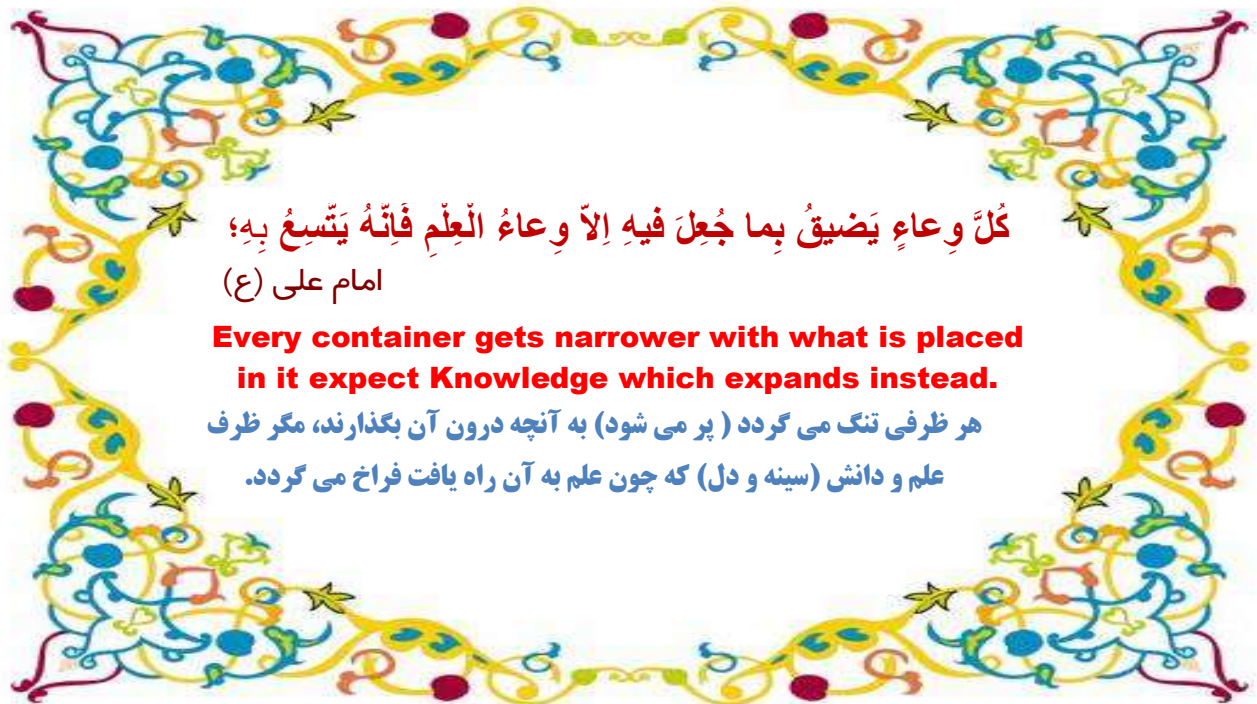 كُلَّ وِعاءٍ يَضيقُ بِما جُعِلَ فيهِ اِلاّ وِعاءُ الْعِلْمِ فَاِنّهُ يَتّسِعُ بِهِ؛
امام علی (ع)
Every container gets narrower with what is placed
in it expect Knowledge which expands instead.
هر ظرفی تنگ می گردد ( پر می شود) به آنچه درون آن بگذارند، مگر ظرف
علم و دانش (سینه و دل) که چون علم به آن راه یافت فراخ می گردد.